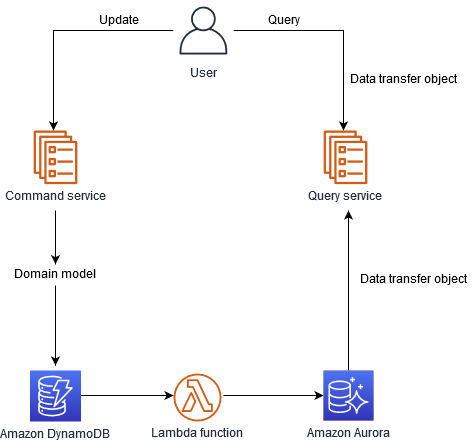 Update
Query
User
Data transfer object
Command service
Query service
Domain model
Data transfer object
Amazon DynamoDB
Lambda function
Amazon Aurora